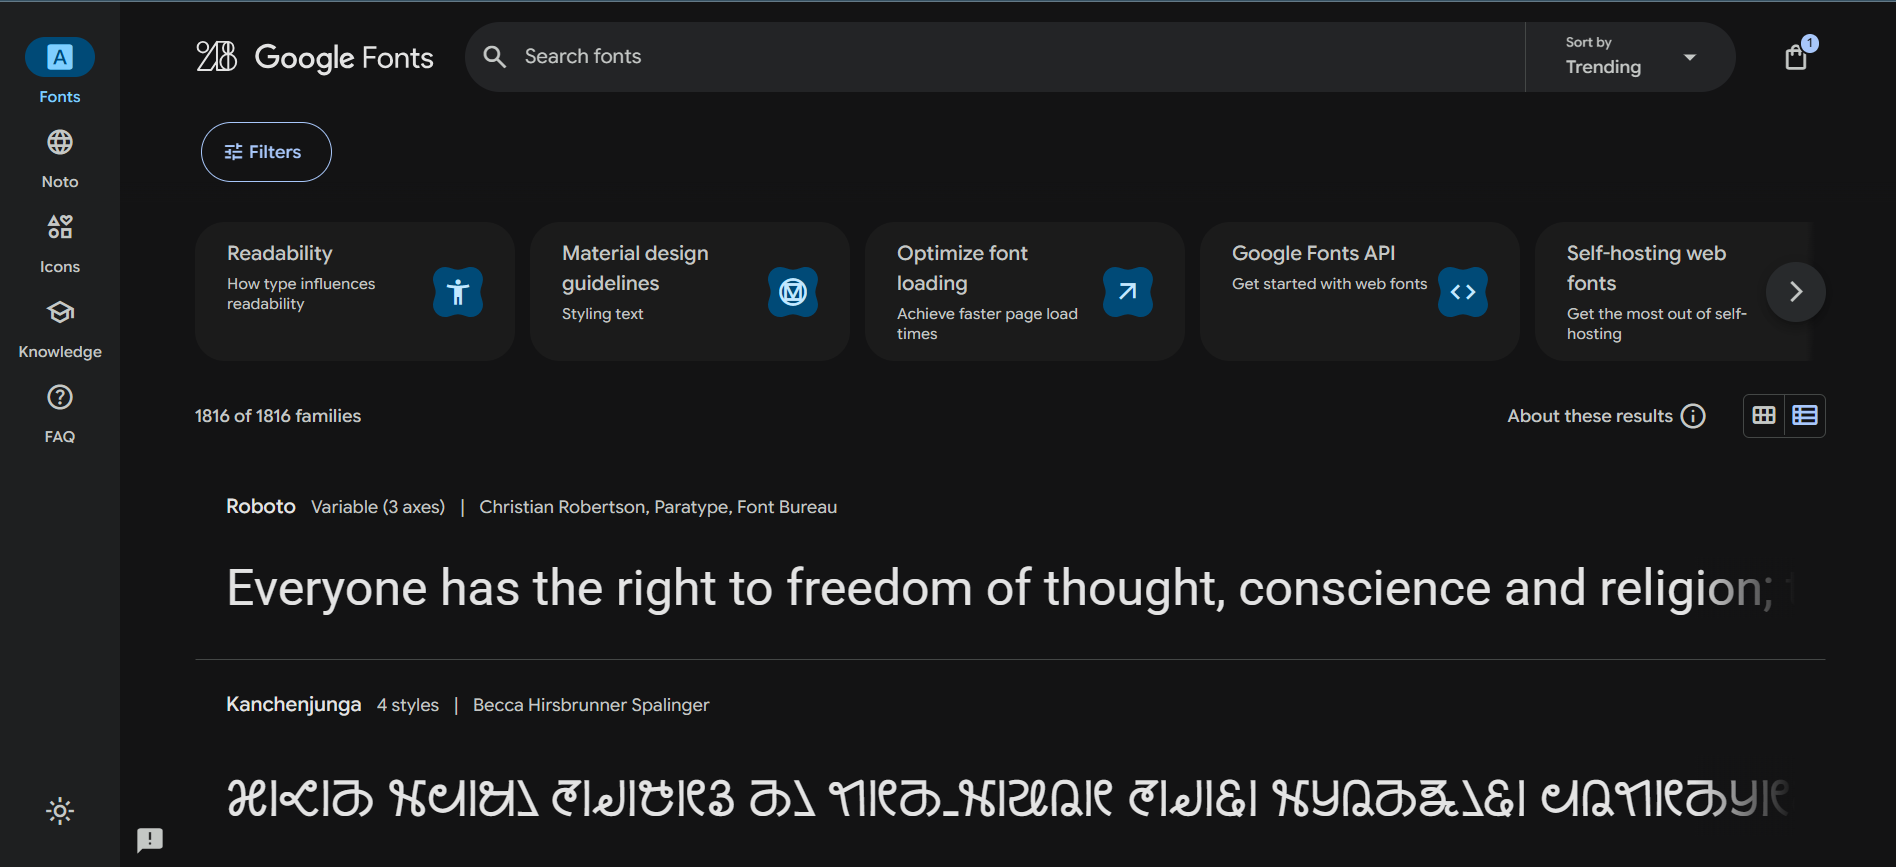 Fonts
Noto
Icons
Knowledge
FAQ
Google Fonts
Search fonts
Sort by
Trending
1
Filters
Readability
How type influences
readability
Material design
guidelines
Styling text
Optimize font
loading
Achieve faster page load
times
Google Fonts API
Get started with web fonts
Self-hosting web
fonts
Get the most out of self-
hosting
1816 of 1816 families
About these results
Roboto Variable (3 axes) | Christian Robertson, Paratype, Font Bureau
Everyone has the right to freedom of thought, conscience and religion;
Kanchenjunga 4 styles | Becca Hirsbrunner Spalinger